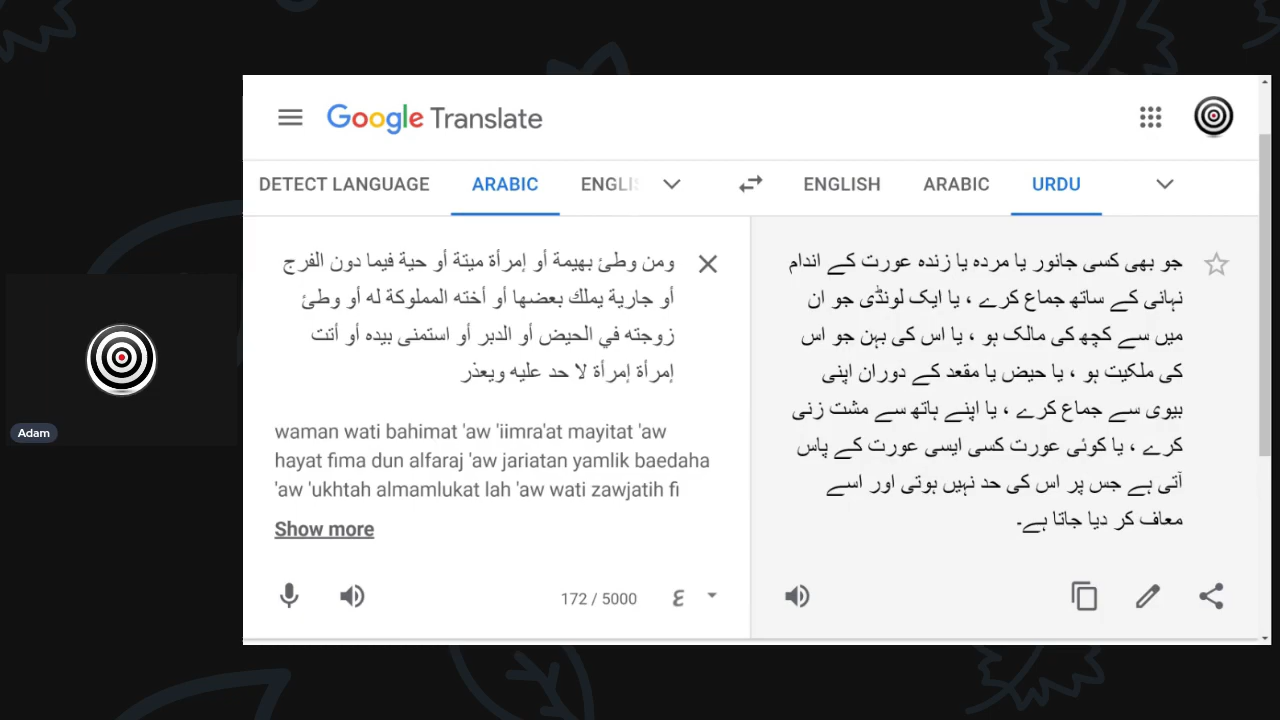 Google Translate
DETECT LANGUAGE
ARABIC
ENGLIS
ENGLISH
ARABIC
URDU
ومن وطئ بهيمة أو إمرأة ميتة أو حية فيما دون الفرج
أو جارية يملك بعضها أو أخته المملوكة له أو وطئ
زوجته في الحيض أو الدبر أو استمنى بيده أو أتت
إمرأة إمرأة لا حد عليه ويعذر
waman wati bahimat 'aw 'iimra'at mayitat 'aw
hayat fima dun alfaraj 'aw jariatan yamlik baedaha
'aw 'ukhtah almamlukat lah 'aw wati zawjatih fi
Show more
172 / 5000
ع
جو بھی کسی جانور یا مردہ یا زندہ عورت کے اندام
نہانی کے ساتھ جماع کرے ، یا ایک لونڈی جو ان
میں سے کچھ کی مالک ہو ، یا اس کی بہن جو اس
کی ملکیت ہو ، یا حیض یا مقعد کے دوران اپنی
بیوی سے جماع کرے ، یا اپنے ہاتھ سے مشت زنی
کرے ، یا کوئی عورت کسی ایسی عورت کے پاس
آتی ہے جس پر اس کی حد نہیں ہوتی اور اسے
معاف کر دیا جاتا ہے۔
Adam